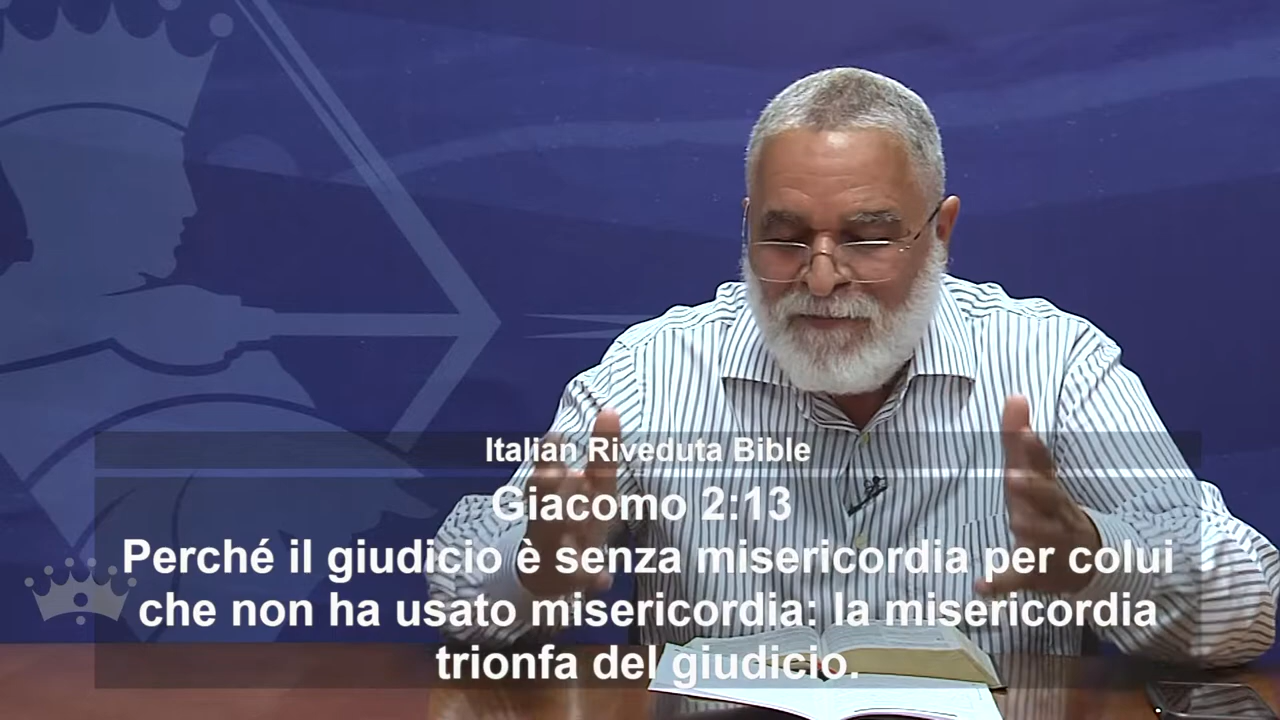 Italian Riveduta Bible
Giacomo 2:13
Perché il giudicio è senza misericordia per colui
che non ha usato misericordia: la misericordia
trionfa del giudicio.